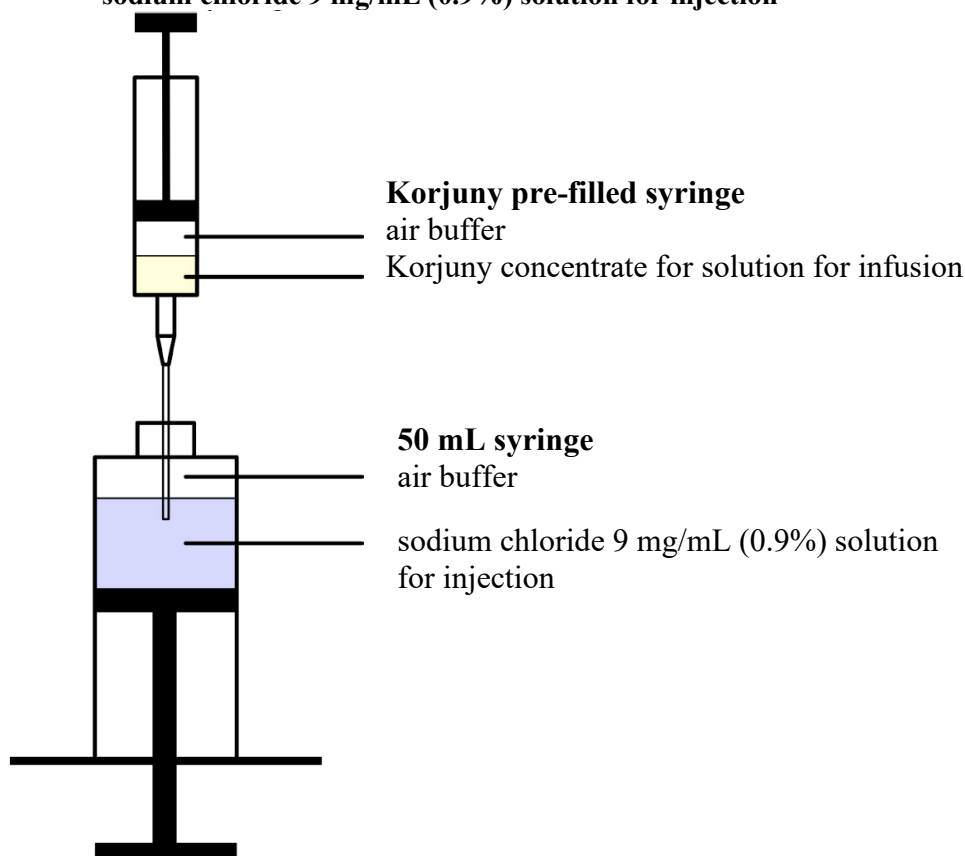 sodium chloride 9 mg/mL (0.9%) solution for injection
Korjuny pre-filled syringe
air buffer
Korjuny concentrate for solution for infusion
50 mL syringe
air buffer
sodium chloride 9 mg/mL (0.9%) solution
for injection